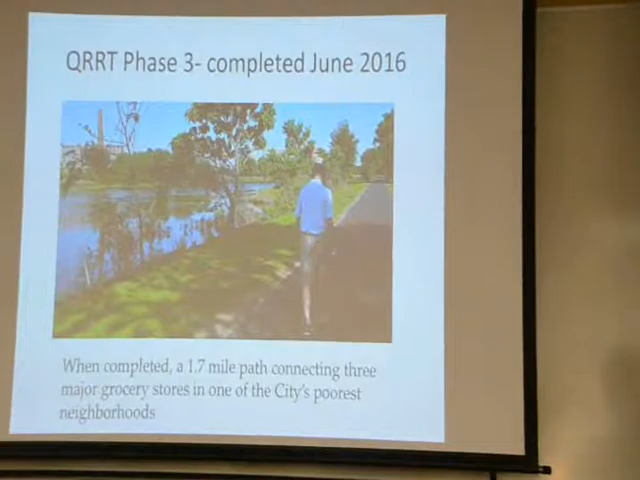 QRRT Phase 3- completed June 2016
When completed, a 1.7 mile path connecting three
major grocery stores in one of the City's poorest
neighborhoods